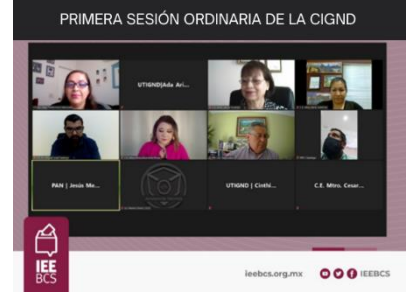 PRIMERA SESIÓN ORDINARIA DE LA CIGND
UTIGND|Ada Ari...
PAN | Jesús Me...
UTIGND | Cinthi...
C.E. Mtro. Cesar...
IEE
BCS
ieebcs.org.mx
IEEBCS